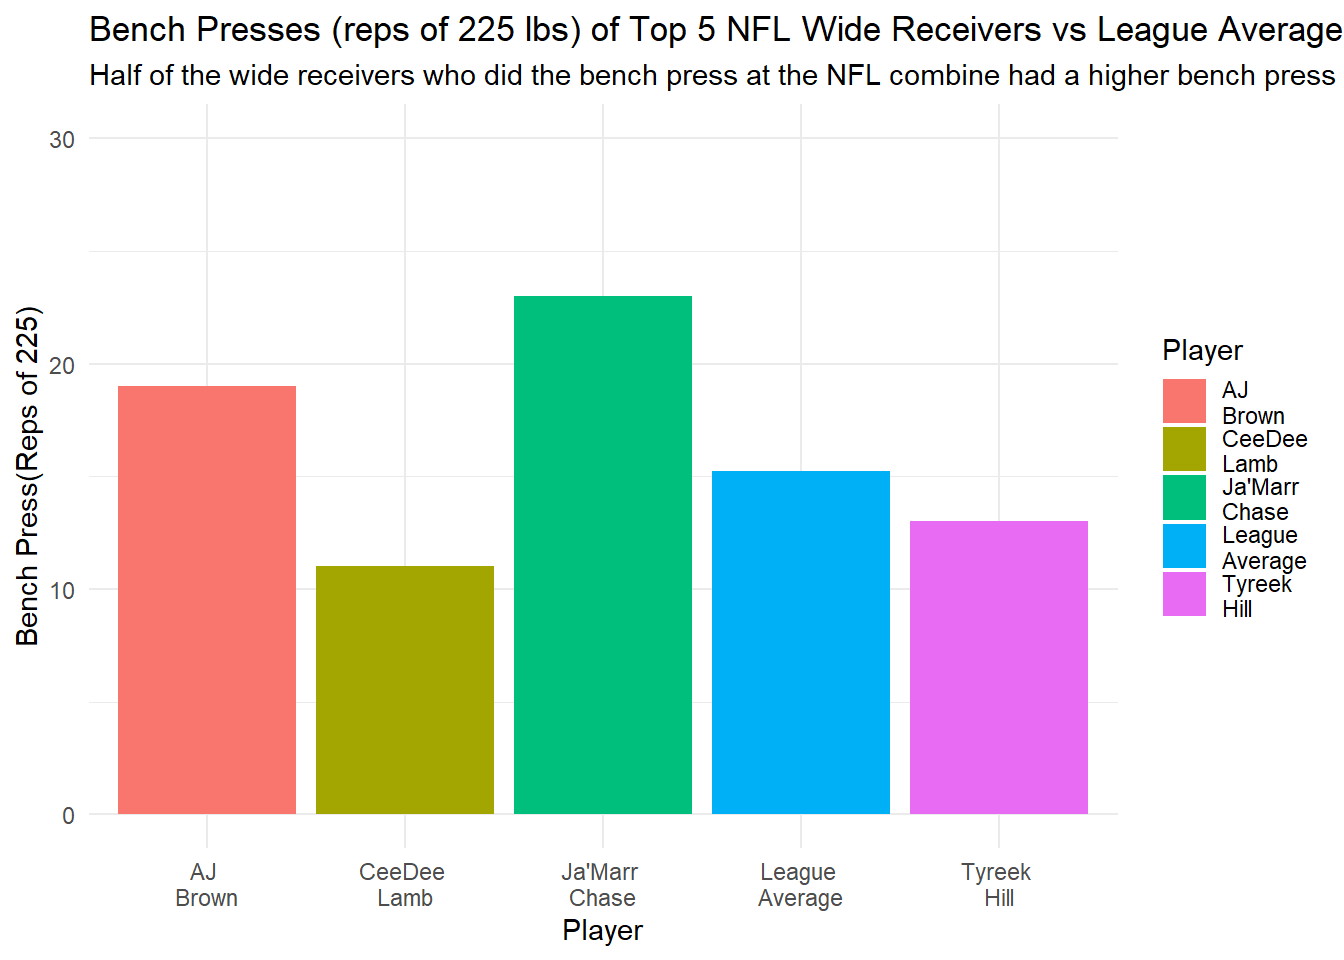 Bench Presses (reps of 225 lbs) of Top 5 NFL Wide Receivers vs League Average
Half of the wide receivers who did the bench press at the NFL combine had a higher bench press
30
20
10
0
Bench Press(Reps of 225)
AJ
Brown
CeeDee
Lamb
Ja'Marr
Chase
League
Average
Tyreek
Hill
Player
Player
AJ
Brown
CeeDee
Lamb
Ja'Marr
Chase
League
Average
Tyreek
Hill